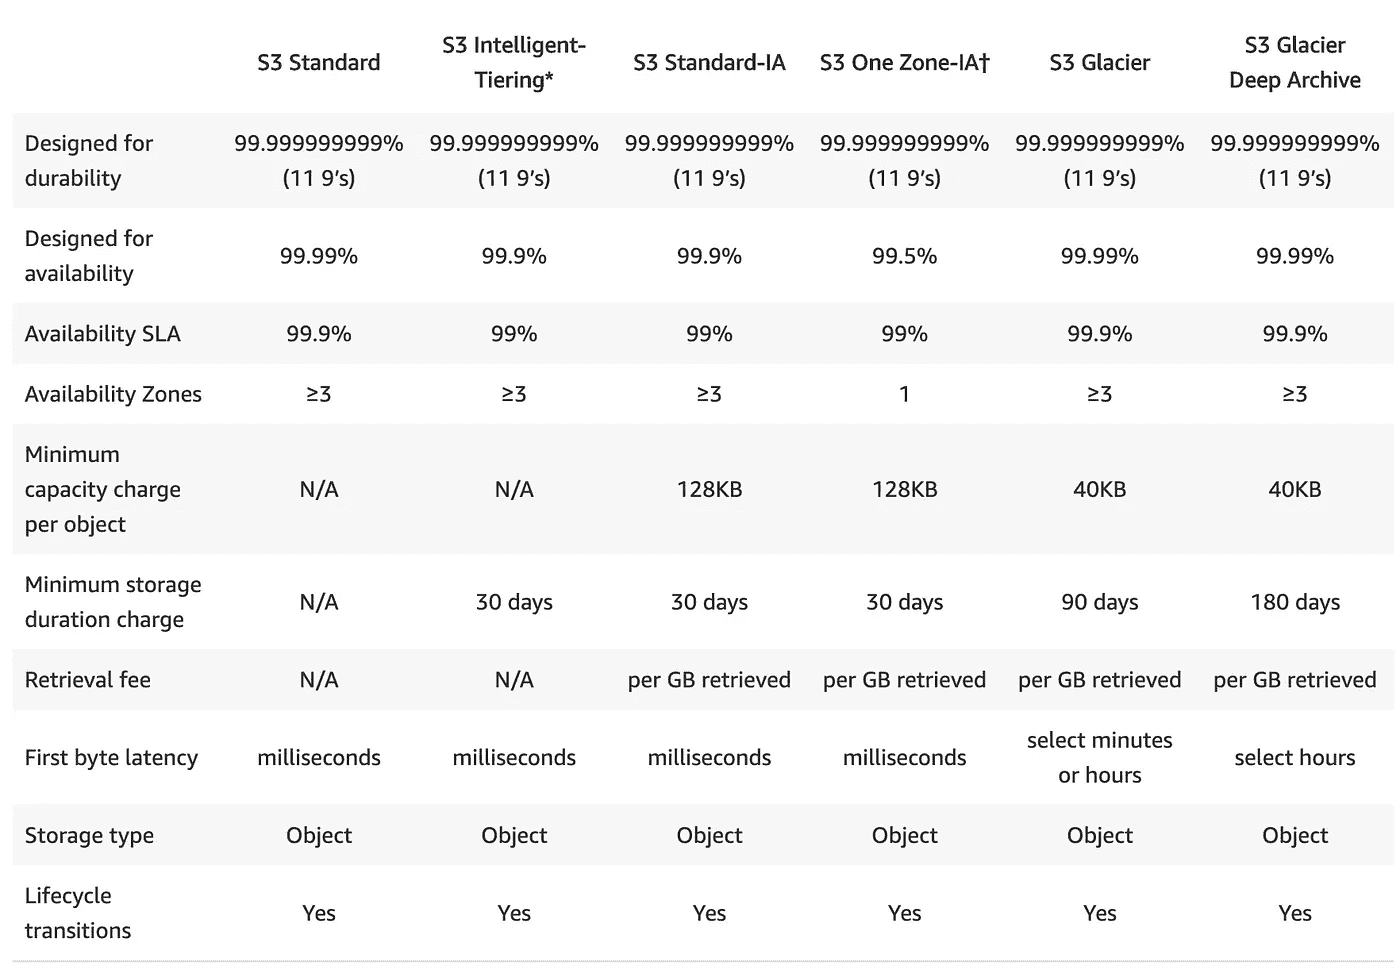 S3 Standard
S3 Intelligent-
Tiering*
S3 Standard-IA
S3 One Zone-IA†
S3 Glacier
S3 Glacier
Deep Archive
Designed for
durability
99.999999999%
(11 9’s)
99.999999999%
(11 9’s)
99.999999999%
(11 9’s)
99.999999999%
(11 9’s)
99.999999999%
(11 9’s)
99.999999999%
(11 9’s)
Designed for
availability
99.99%
99.9%
99.9%
99.5%
99.99%
99.99%
Availability SLA
99.9%
99%
99%
99%
99.9%
99.9%
Availability Zones
≥3
≥3
≥3
1
≥3
≥3
Minimum
capacity charge
per object
N/A
N/A
128KB
128KB
40KB
40KB
Minimum storage
duration charge
N/A
30 days
30 days
30 days
90 days
180 days
Retrieval fee
N/A
N/A
per GB retrieved
per GB retrieved
per GB retrieved
per GB retrieved
First byte latency
milliseconds
milliseconds
milliseconds
milliseconds
select minutes
or hours
select hours
Storage type
Object
Object
Object
Object
Object
Object
Lifecycle
transitions
Yes
Yes
Yes
Yes
Yes
Yes